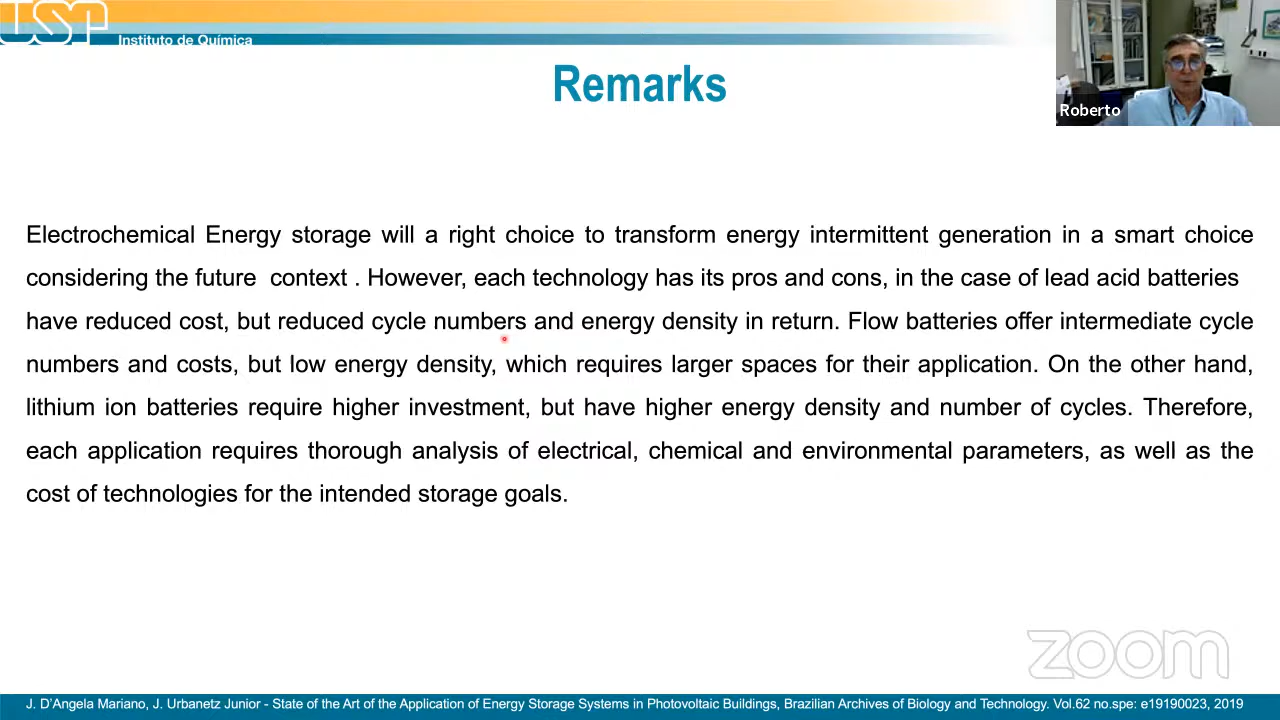 USP
Instituto de Química
Remarks
Roberto
Electrochemical Energy storage will a right choice to transform energy intermittent generation in a smart choice
considering the future context . However, each technology has its pros and cons, in the case of lead acid batteries
have reduced cost, but reduced cycle numbers and energy density in return. Flow batteries offer intermediate cycle
numbers and costs, but low energy density, which requires larger spaces for their application. On the other hand,
lithium ion batteries require higher investment, but have higher energy density and number of cycles. Therefore,
each application requires thorough analysis of electrical, chemical and environmental parameters, as well as the
cost of technologies for the intended storage goals.
zoom
J. D’Angela Mariano, J. Urbanetz Junior - State of the Art of the Application of Energy Storage Systems in Photovoltaic Buildings, Brazilian Archives of Biology and Technology. Vol.62 no.spe: e19190023, 2019